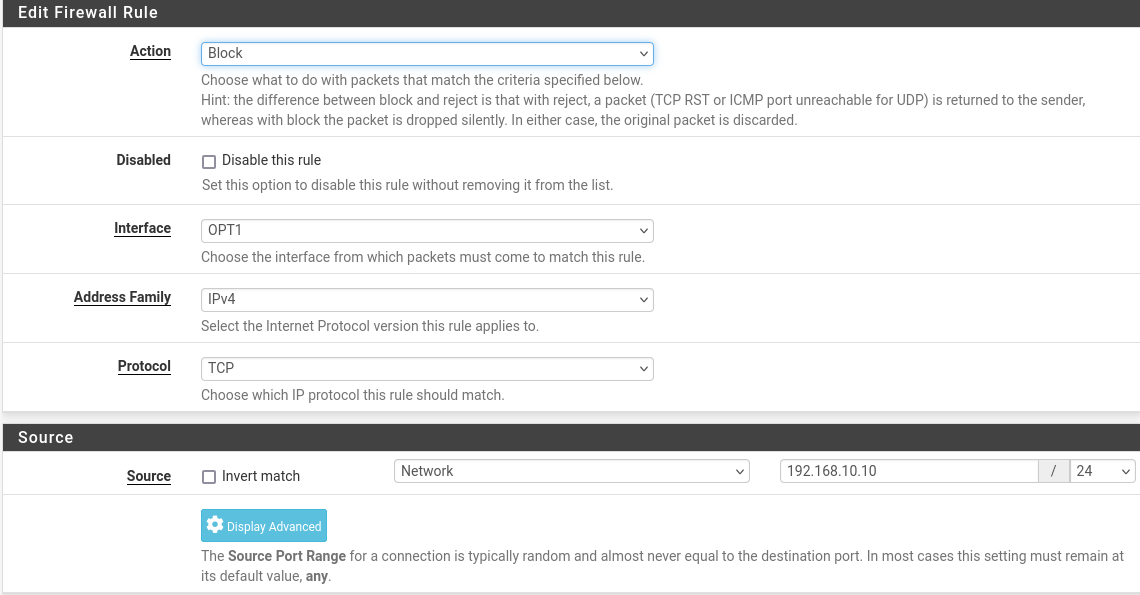 Edit Firewall Rule
Action
Block
Choose what to do with packets that match the criteria specified below.
Hint: the difference between block and reject is that with reject, a packet (TCP RST or ICMP port unreachable for UDP) is returned to the sender,
whereas with block the packet is dropped silently. In either case, the original packet is discarded.
Disabled
Disable this rule
Set this option to disable this rule without removing it from the list.
Interface
OPT1
Choose the interface from which packets must come to match this rule.
Address Family
IPv4
Select the Internet Protocol version this rule applies to.
Protocol
TCP
Choose which IP protocol this rule should match.
Source
Source
Invert match
Network
192.168.10.10
/
24
Display Advanced
The Source Port Range for a connection is typically random and almost never equal to the destination port. In most cases this setting must remain at
its default value, any.